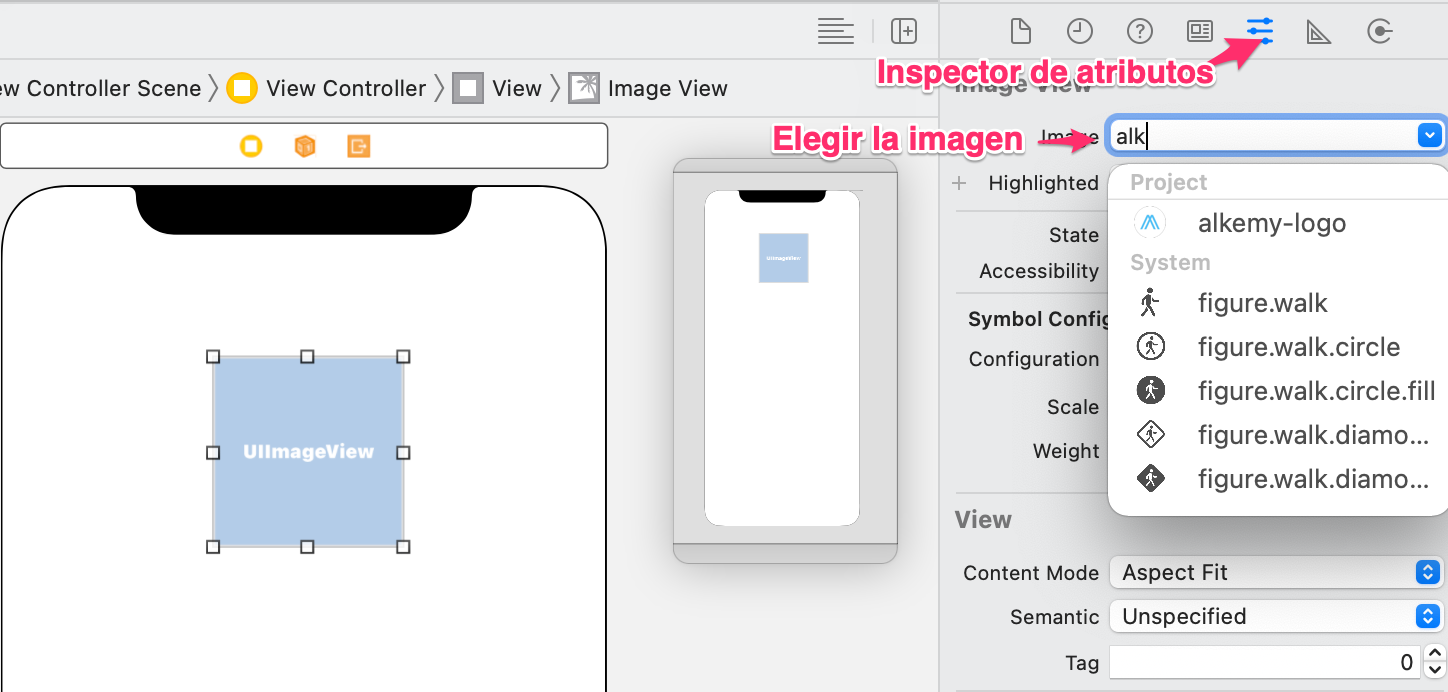 Inspector de atributos
ew Controller Scene
View Controller
View
Image View
Image View
Elegir la imagen
Image
alk
Highlighted
Project
alkemy-logo
State
System
Accessibility
figure.walk
Symbol Config
figure.walk.circle
Configuration
figure.walk.circle.fill
Scale
figure.walk.diamo...
Weight
figure.walk.diamo...
UIImageView
UIImageView
View
Content Mode
Aspect Fit
Semantic
Unspecified
Tag
0